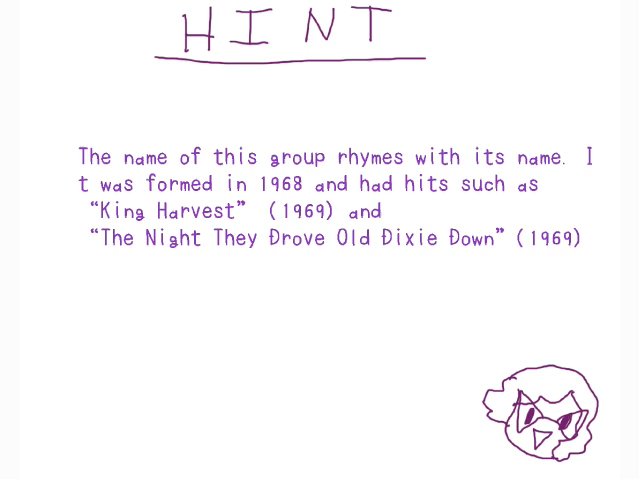 HINT
The name of this group rhymes with its name. I
t was formed in 1968 and had hits such as
“King Harvest” (1969) and
“The Night They Drove Old Dixie Down” (1969)